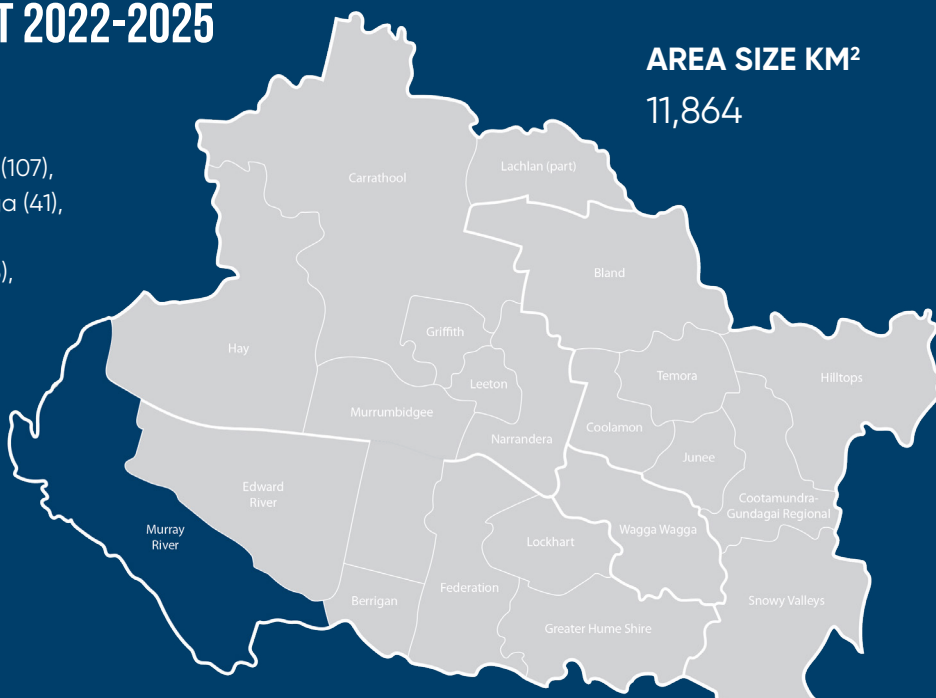 T 2022-2025
AREA SIZE KM²
11,864
(107),
a (41),
),
Carrathool
Lachlan (part)
Bland
Griffith
Hay
Leeton
Temora
Hilltops
Murrumbidgee
Coolamon
Narrandera
Junee
Edward
River
Cootamundra-
Gundagai Regional
Murray
River
Wagga Wagga
Lockhart
Federation
Berrigan
Snowy Valleys
Greater Hume Shire